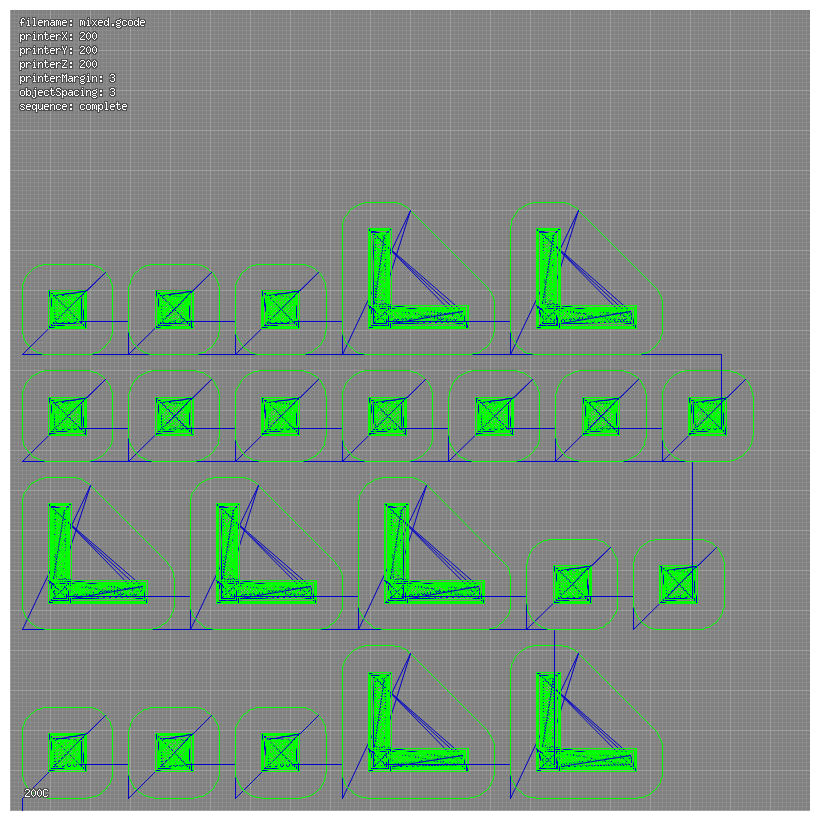 filename: mixed.gcode
printerX: 200
printerY: 200
printerZ: 200
printerMargin: 3
objectSpacing: 3
sequence: complete
200C